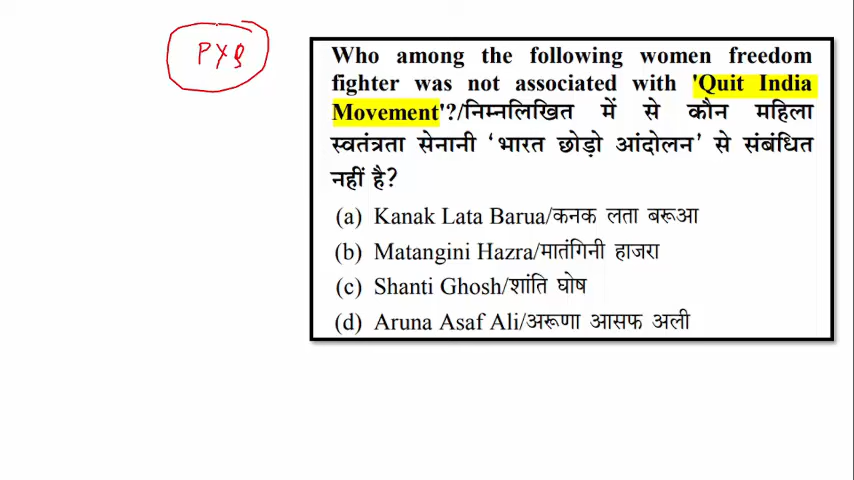 PYQ
Who among the following women freedom
fighter was not associated with 'Quit India
Movement'?/निम्नलिखित में से कौन महिला
स्वतंत्रता सेनानी ‘भारत छोड़ो आंदोलन’ से संबंधित
नहीं है?
(a) Kanak Lata Barua/कनक लता बरूआ
(b) Matangini Hazra/मातंगिनी हाजरा
(c) Shanti Ghosh/शांति घोष
(d) Aruna Asaf Ali/अरूणा आसफ अली